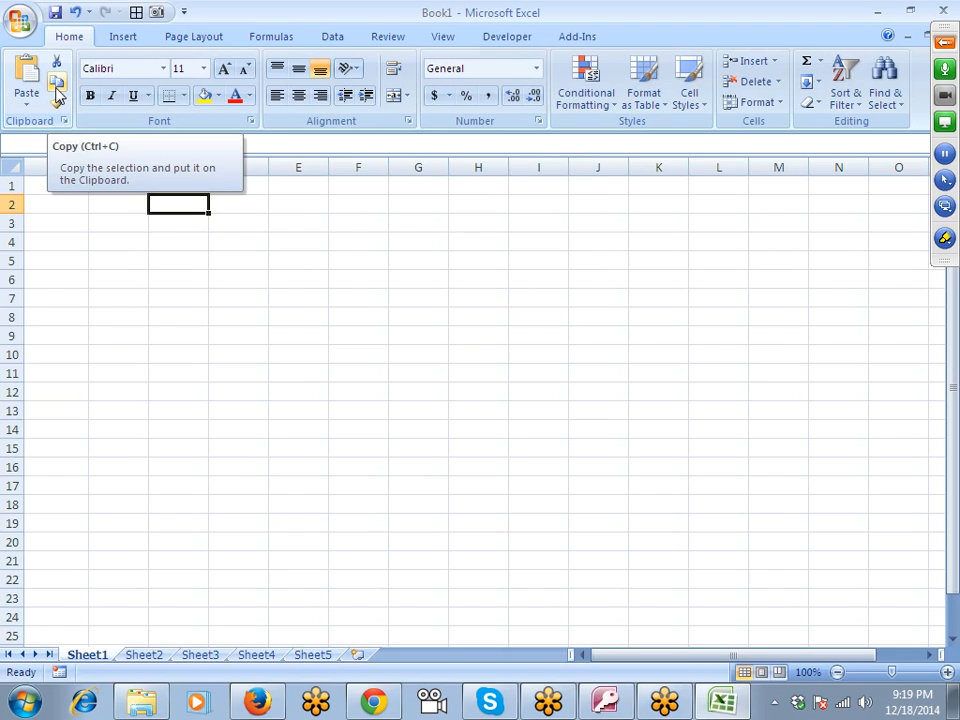 Book1 - Microsoft Excel
Home Insert Page Layout Formulas Data Review View Developer Add-Ins
Calibri 11 General Insert
Paste B I U $ % , Conditional Formatting Format as Table Cell Styles Delete Sort & Filter Find & Select
Format
Clipboard Font Alignment Number Styles Cells Editing
Copy (Ctrl+C)
Copy the selection and put it on
the Clipboard.
E F G H I J K L M N O
1
2
3
4
5
6
7
8
9
10
11
12
13
14
15
16
17
18
19
20
21
22
23
24
25
Sheet1 Sheet2 Sheet3 Sheet4 Sheet5
Ready 100%
9:19 PM
12/18/2014